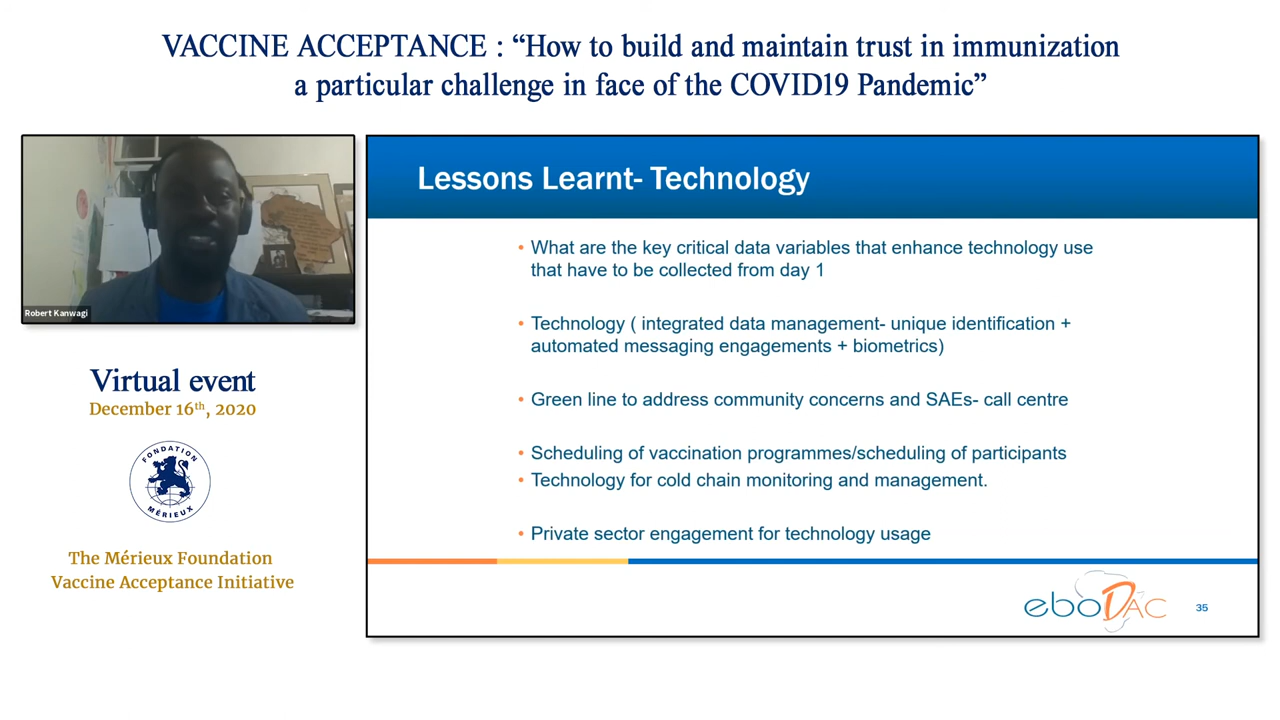 VACCINE ACCEPTANCE : “How to build and maintain trust in immunization
a particular challenge in face of the COVID19 Pandemic”
Robert Kanwagi
Virtual event
December 16th, 2020
FONDATION
MÉRIEUX
The Mérieux Foundation
Vaccine Acceptance Initiative
Lessons Learnt- Technology
• What are the key critical data variables that enhance technology use
that have to be collected from day 1
• Technology ( integrated data management- unique identification +
automated messaging engagements + biometrics)
• Green line to address community concerns and SAEs- call centre
• Scheduling of vaccination programmes/scheduling of participants
• Technology for cold chain monitoring and management.
• Private sector engagement for technology usage
eboDAC
35